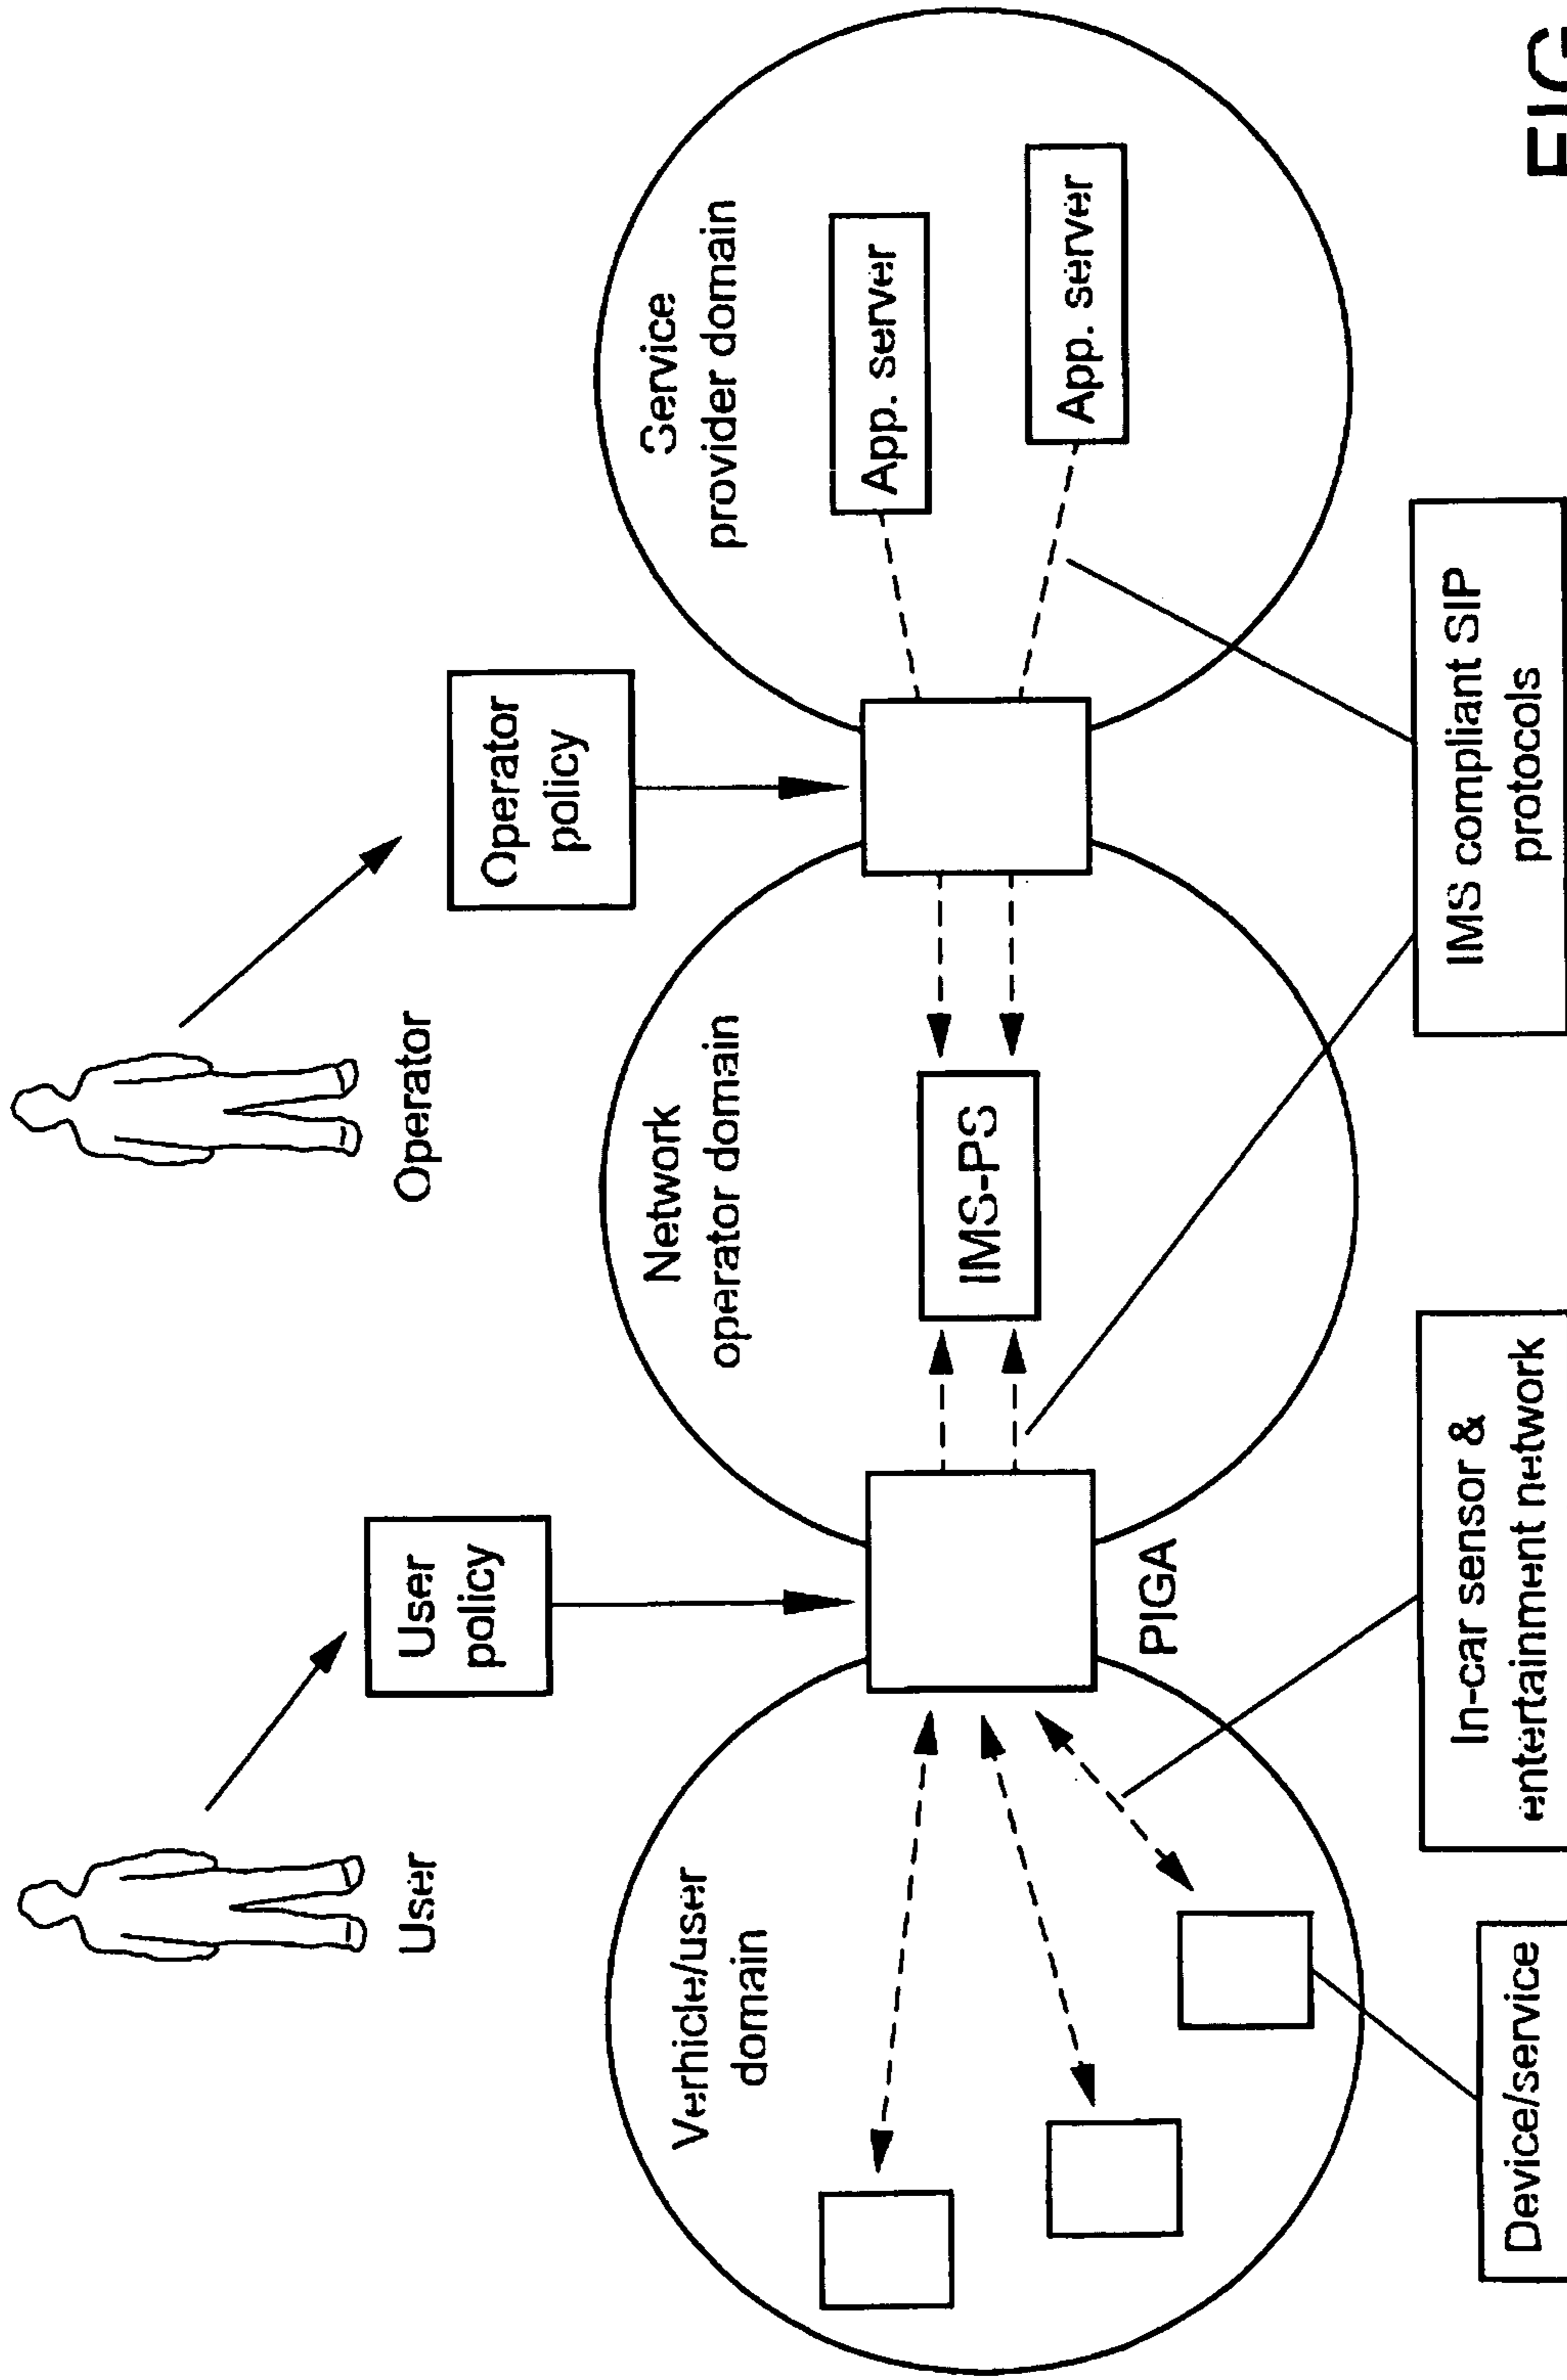 User
Operator
User
policy
Operator
policy
Verhicle/user
domain
Network
operator domain
Service
provider domain
IMS-PS
App. server
App. server
PIGA
Device/service
In-car sensor &
entertainment network
IMS compliant SIP
protocols
FIG